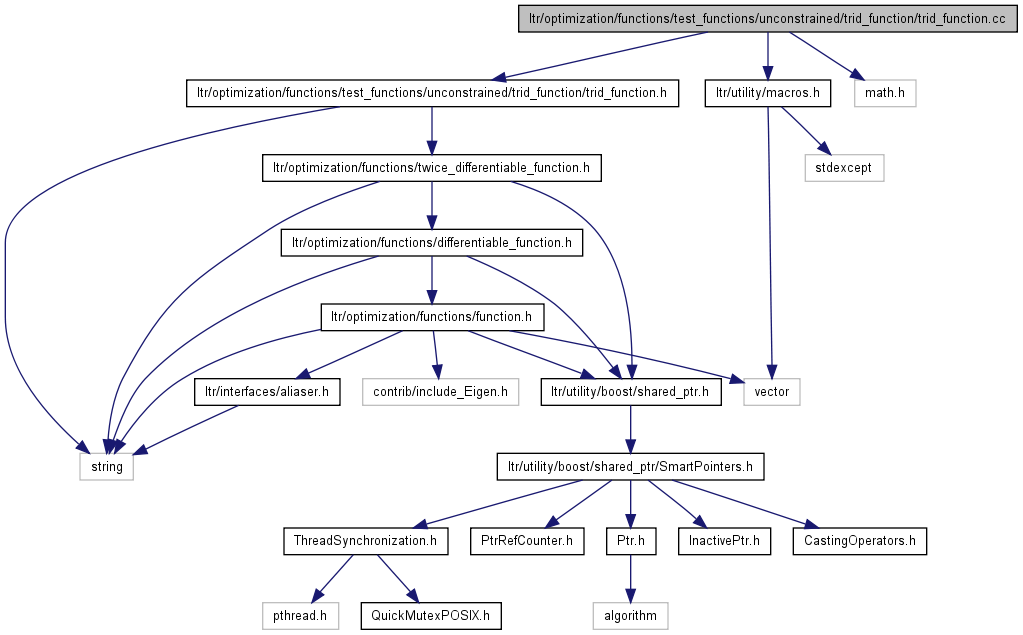 ltr/optimization/functions/test_functions/unconstrained/trid_function/trid_function.cc
ltr/optimization/functions/test_functions/unconstrained/trid_function/trid_function.h
ltr/utility/macros.h
math.h
ltr/optimization/functions/twice_differentiable_function.h
stdexcept
ltr/optimization/functions/differentiable_function.h
ltr/optimization/functions/function.h
ltr/interfaces/aliaser.h
contrib/include_Eigen.h
ltr/utility/boost/shared_ptr.h
vector
string
ltr/utility/boost/shared_ptr/SmartPointers.h
ThreadSynchronization.h
PtrRefCounter.h
Ptr.h
InactivePtr.h
CastingOperators.h
pthread.h
QuickMutexPOSIX.h
algorithm